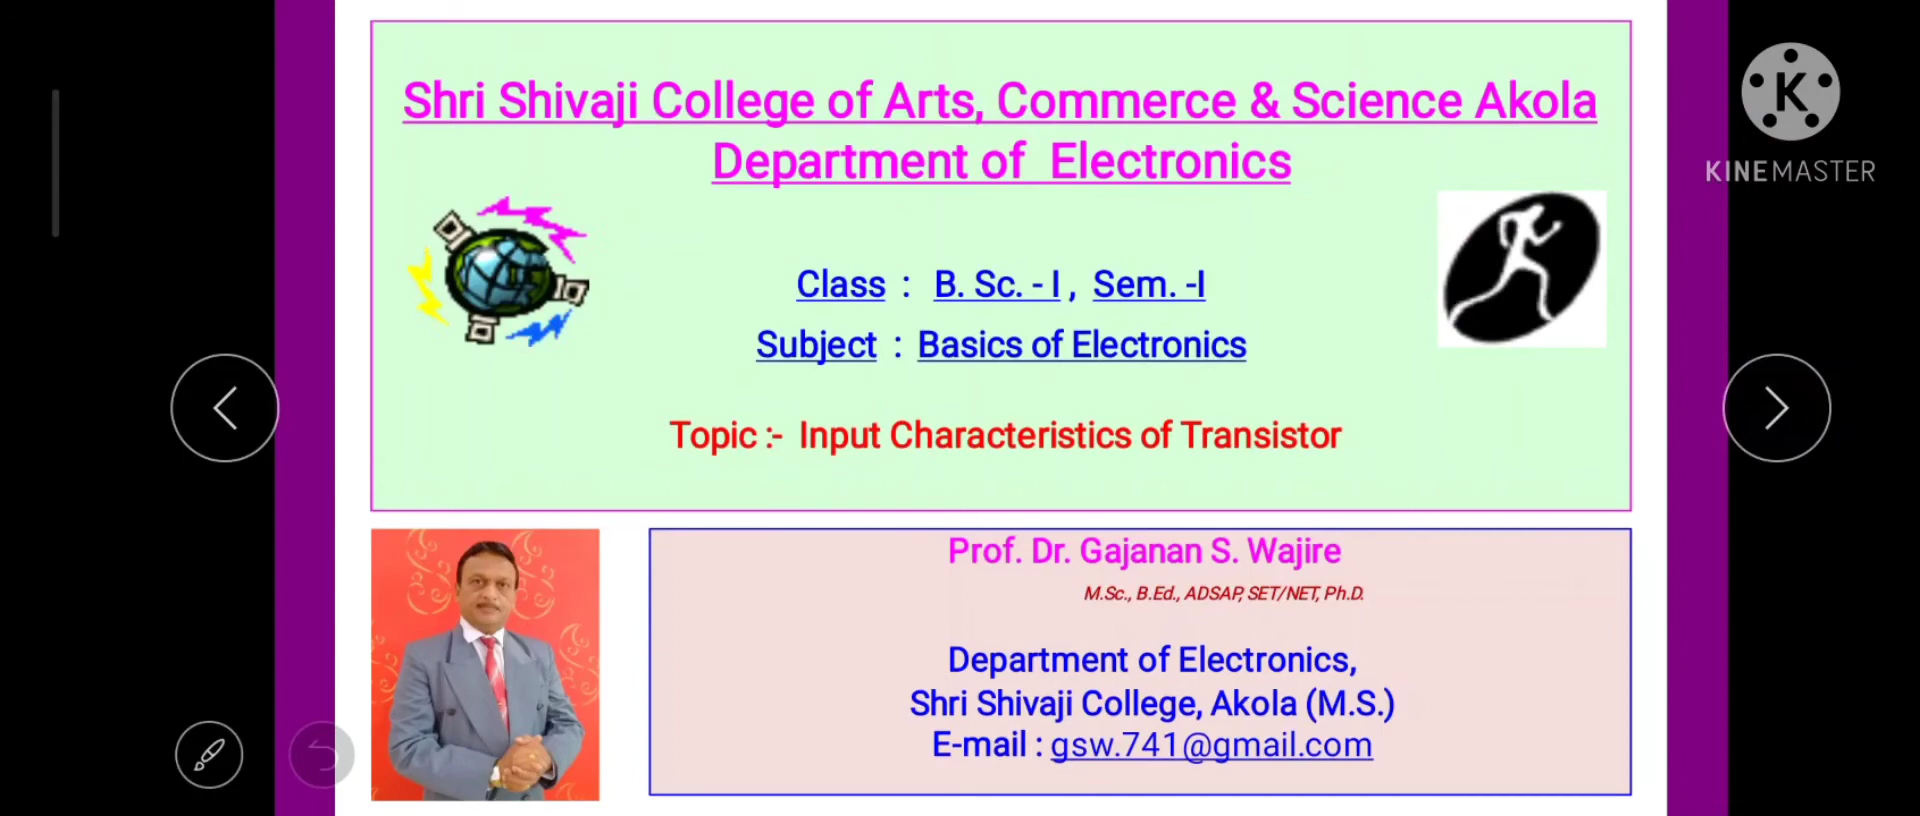 Shri Shivaji College of Arts, Commerce & Science Akola
Department of Electronics
KINEMASTER
Class : B. Sc. - I , Sem. -I
Subject : Basics of Electronics
Topic :- Input Characteristics of Transistor
Prof. Dr. Gajanan S. Wajire
M.Sc., B.Ed., ADSAP, SET/NET, Ph.D.
Department of Electronics,
Shri Shivaji College, Akola (M.S.)
E-mail : gsw.741@gmail.com